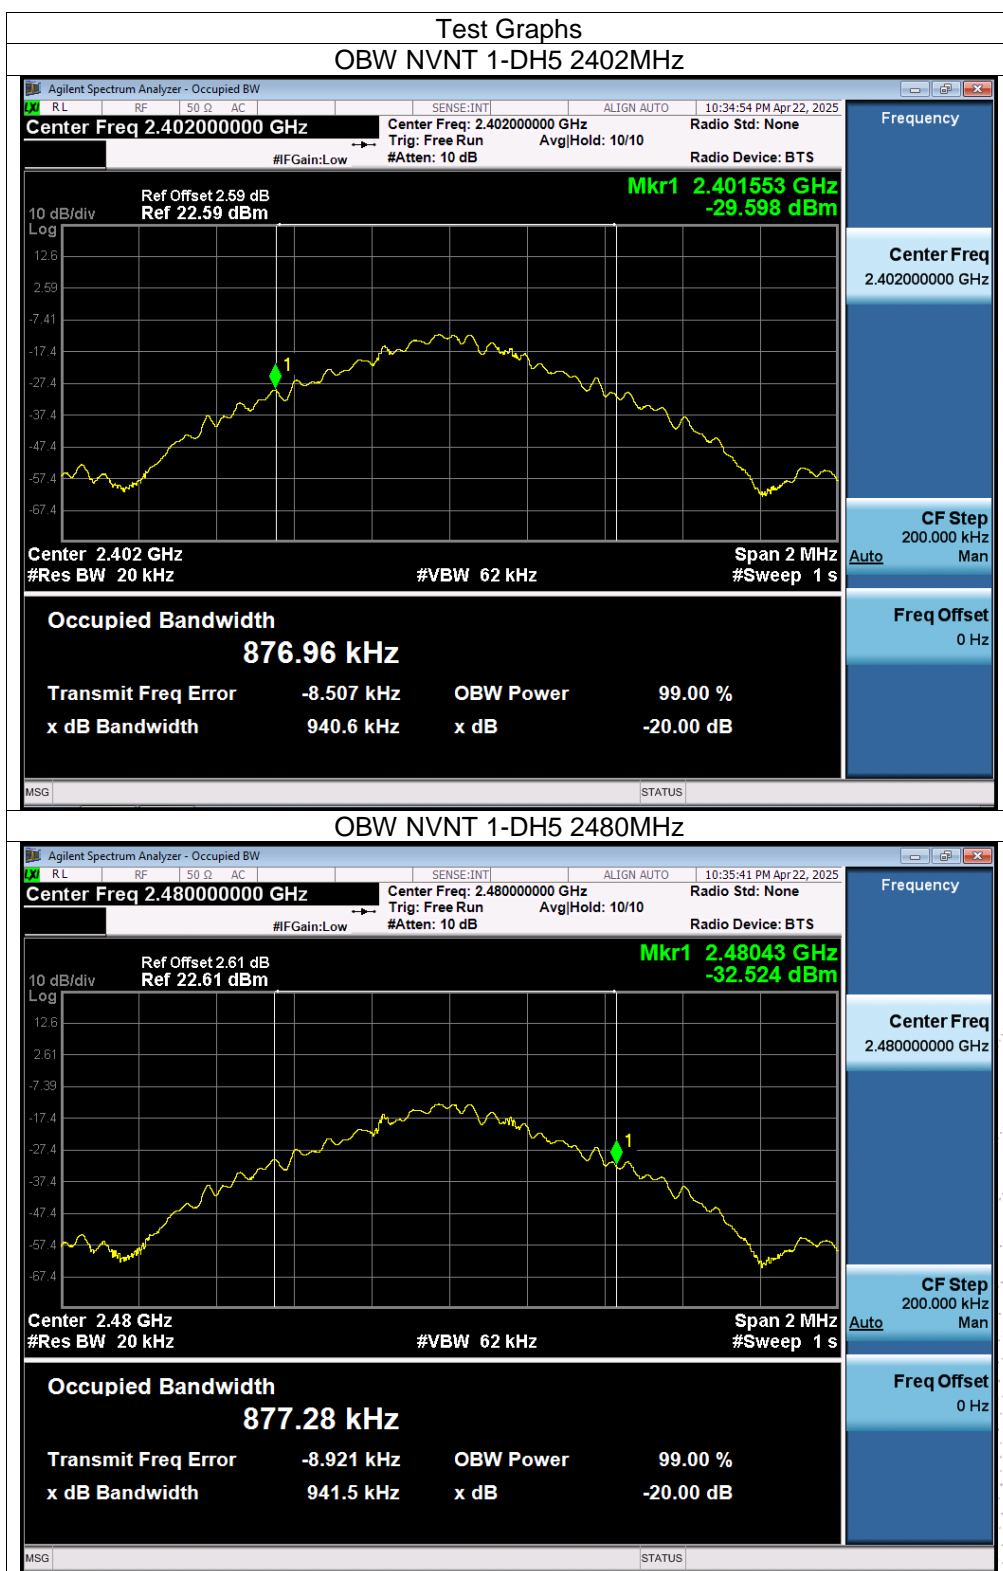 Test Graphs
OBW NVNT 1-DH5 2402MHz
Agilent Spectrum Analyzer - Occupied BW
LXI RL RF 50 Ω AC SENSE:INT ALIGN AUTO 10:34:54 PM Apr 22, 2025
Center Freq 2.402000000 GHz Center Freq: 2.402000000 GHz Radio Std: None
Trig: Free Run Avg|Hold: 10/10
#IFGain:Low #Atten: 10 dB Radio Device: BTS
Frequency
Mkr1 2.401553 GHz
-29.598 dBm
Ref Offset 2.59 dB
10 dB/div Ref 22.59 dBm
Log
12.6
2.59
-7.41
-17.4
-27.4
-37.4
-47.4
-57.4
-67.4
1
Center 2.402 GHz Span 2 MHz
#Res BW 20 kHz #VBW 62 kHz #Sweep 1 s
Center Freq
2.402000000 GHz
CF Step
200.000 kHz
Auto Man
Freq Offset
0 Hz
Occupied Bandwidth
876.96 kHz
Transmit Freq Error -8.507 kHz OBW Power 99.00 %
x dB Bandwidth 940.6 kHz x dB -20.00 dB
MSG STATUS
OBW NVNT 1-DH5 2480MHz
Agilent Spectrum Analyzer - Occupied BW
LXI RL RF 50 Ω AC SENSE:INT ALIGN AUTO 10:35:41 PM Apr 22, 2025
Center Freq 2.480000000 GHz Center Freq: 2.480000000 GHz Radio Std: None
Trig: Free Run Avg|Hold: 10/10
#IFGain:Low #Atten: 10 dB Radio Device: BTS
Frequency
Mkr1 2.48043 GHz
-32.524 dBm
Ref Offset 2.61 dB
10 dB/div Ref 22.61 dBm
Log
12.6
2.61
-7.39
-17.4
-27.4
-37.4
-47.4
-57.4
-67.4
1
Center 2.48 GHz Span 2 MHz
#Res BW 20 kHz #VBW 62 kHz #Sweep 1 s
Center Freq
2.480000000 GHz
CF Step
200.000 kHz
Auto Man
Freq Offset
0 Hz
Occupied Bandwidth
877.28 kHz
Transmit Freq Error -8.921 kHz OBW Power 99.00 %
x dB Bandwidth 941.5 kHz x dB -20.00 dB
MSG STATUS